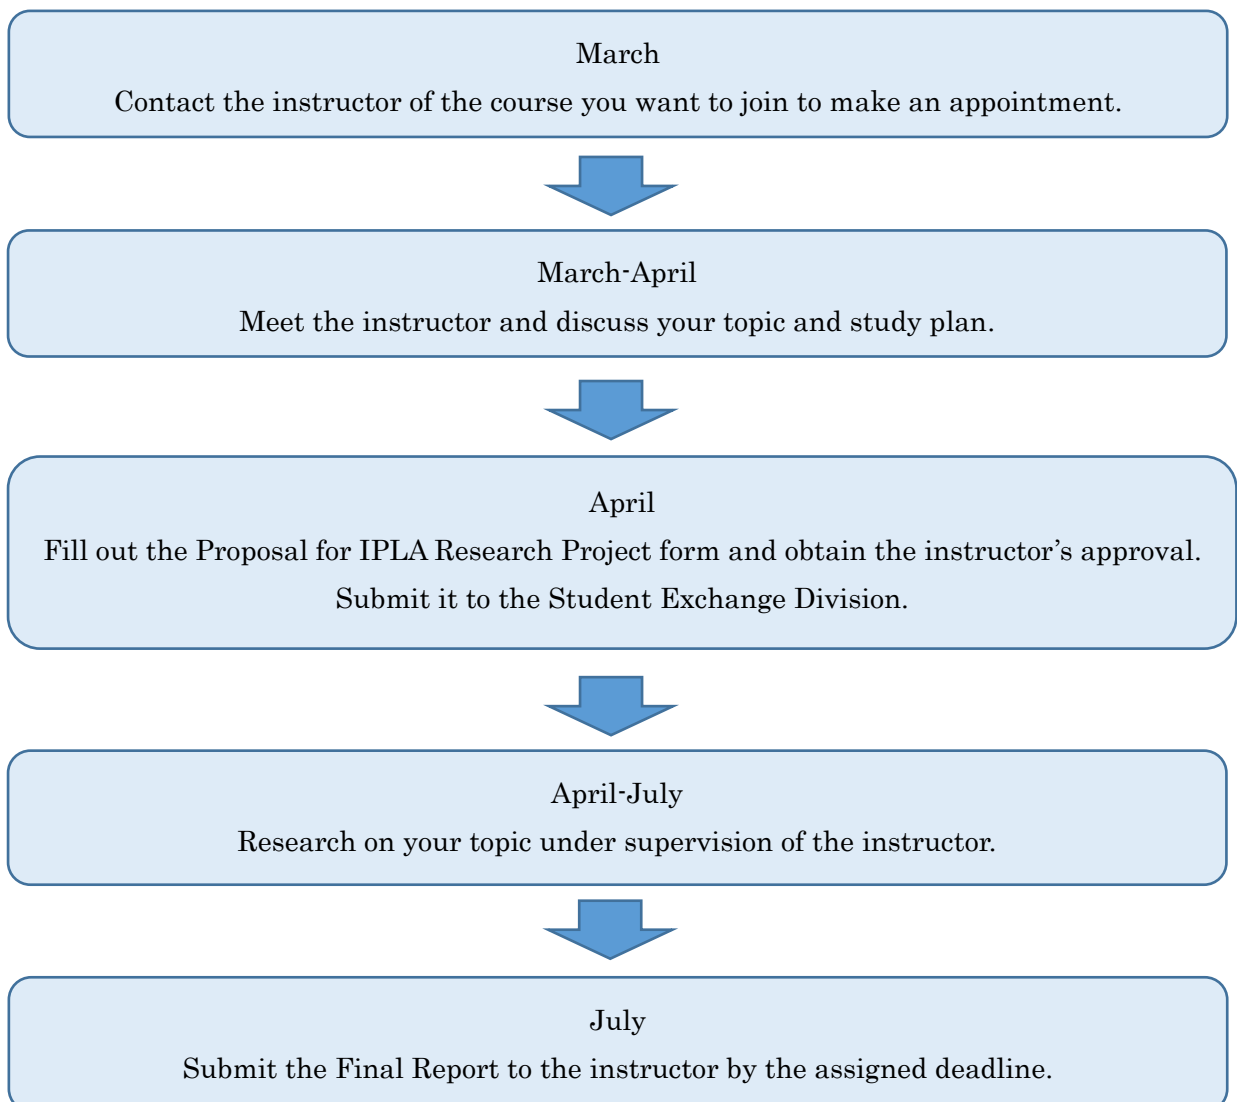 March
Contact the instructor of the course you want to join to make an appointment.
March-April
Meet the instructor and discuss your topic and study plan.
April
Fill out the Proposal for IPLA Research Project form and obtain the instructor’s approval.
Submit it to the Student Exchange Division.
April-July
Research on your topic under supervision of the instructor.
July
Submit the Final Report to the instructor by the assigned deadline.